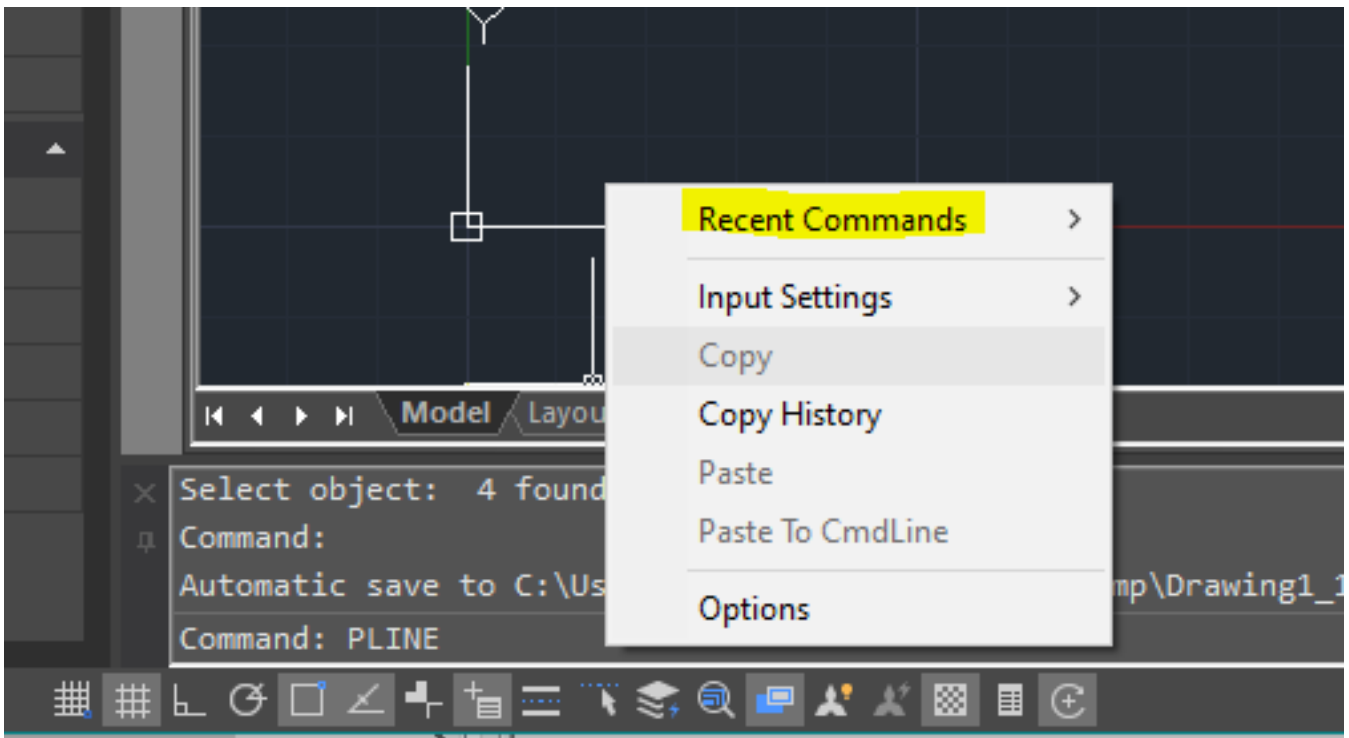 Recent Commands
Input Settings
Copy
Copy History
Paste
Paste To CmdLine
Options
Model Layou
Select object: 4 found
Command:
Automatic save to C:\Us mp\Drawing1_1
Command: PLINE